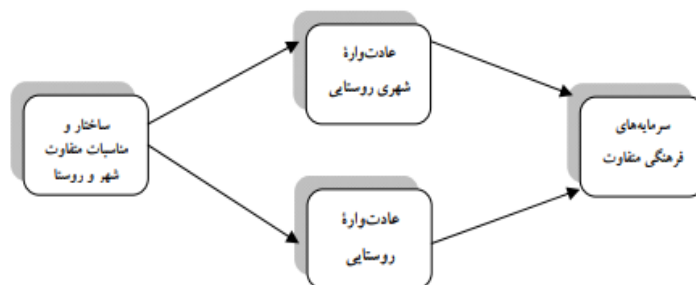 ساختار و
مناسبات متفاوت
شهر و روستا
عادت‌وارۀ
شهری روستایی
عادت‌وارۀ
روستایی
سرمایه‌های
فرهنگی متفاوت